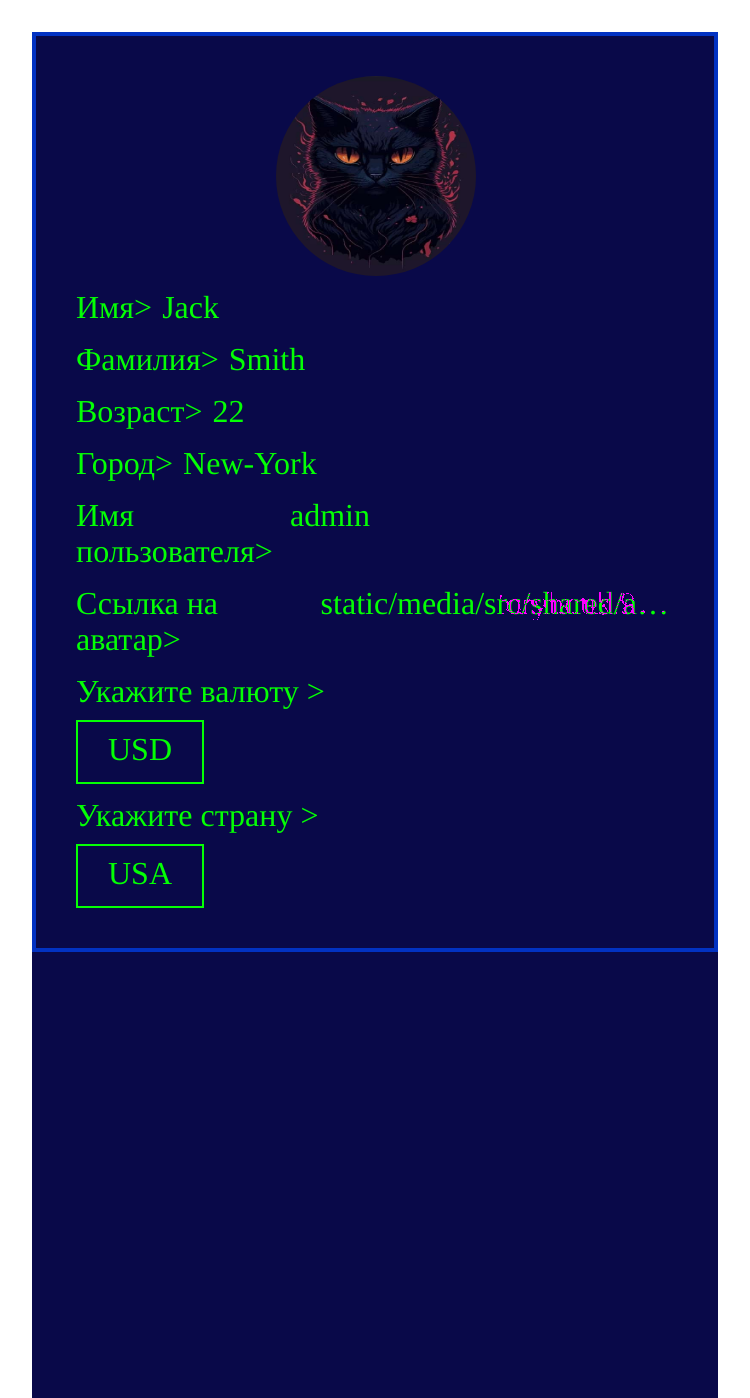 Имя> Jack
Фамилия> Smith
Возраст> 22
Город> New-York
Имя пользователя> admin
Ссылка на аватар> static/media/src/shared/a…
Укажите валюту >
USD
Укажите страну >
USA